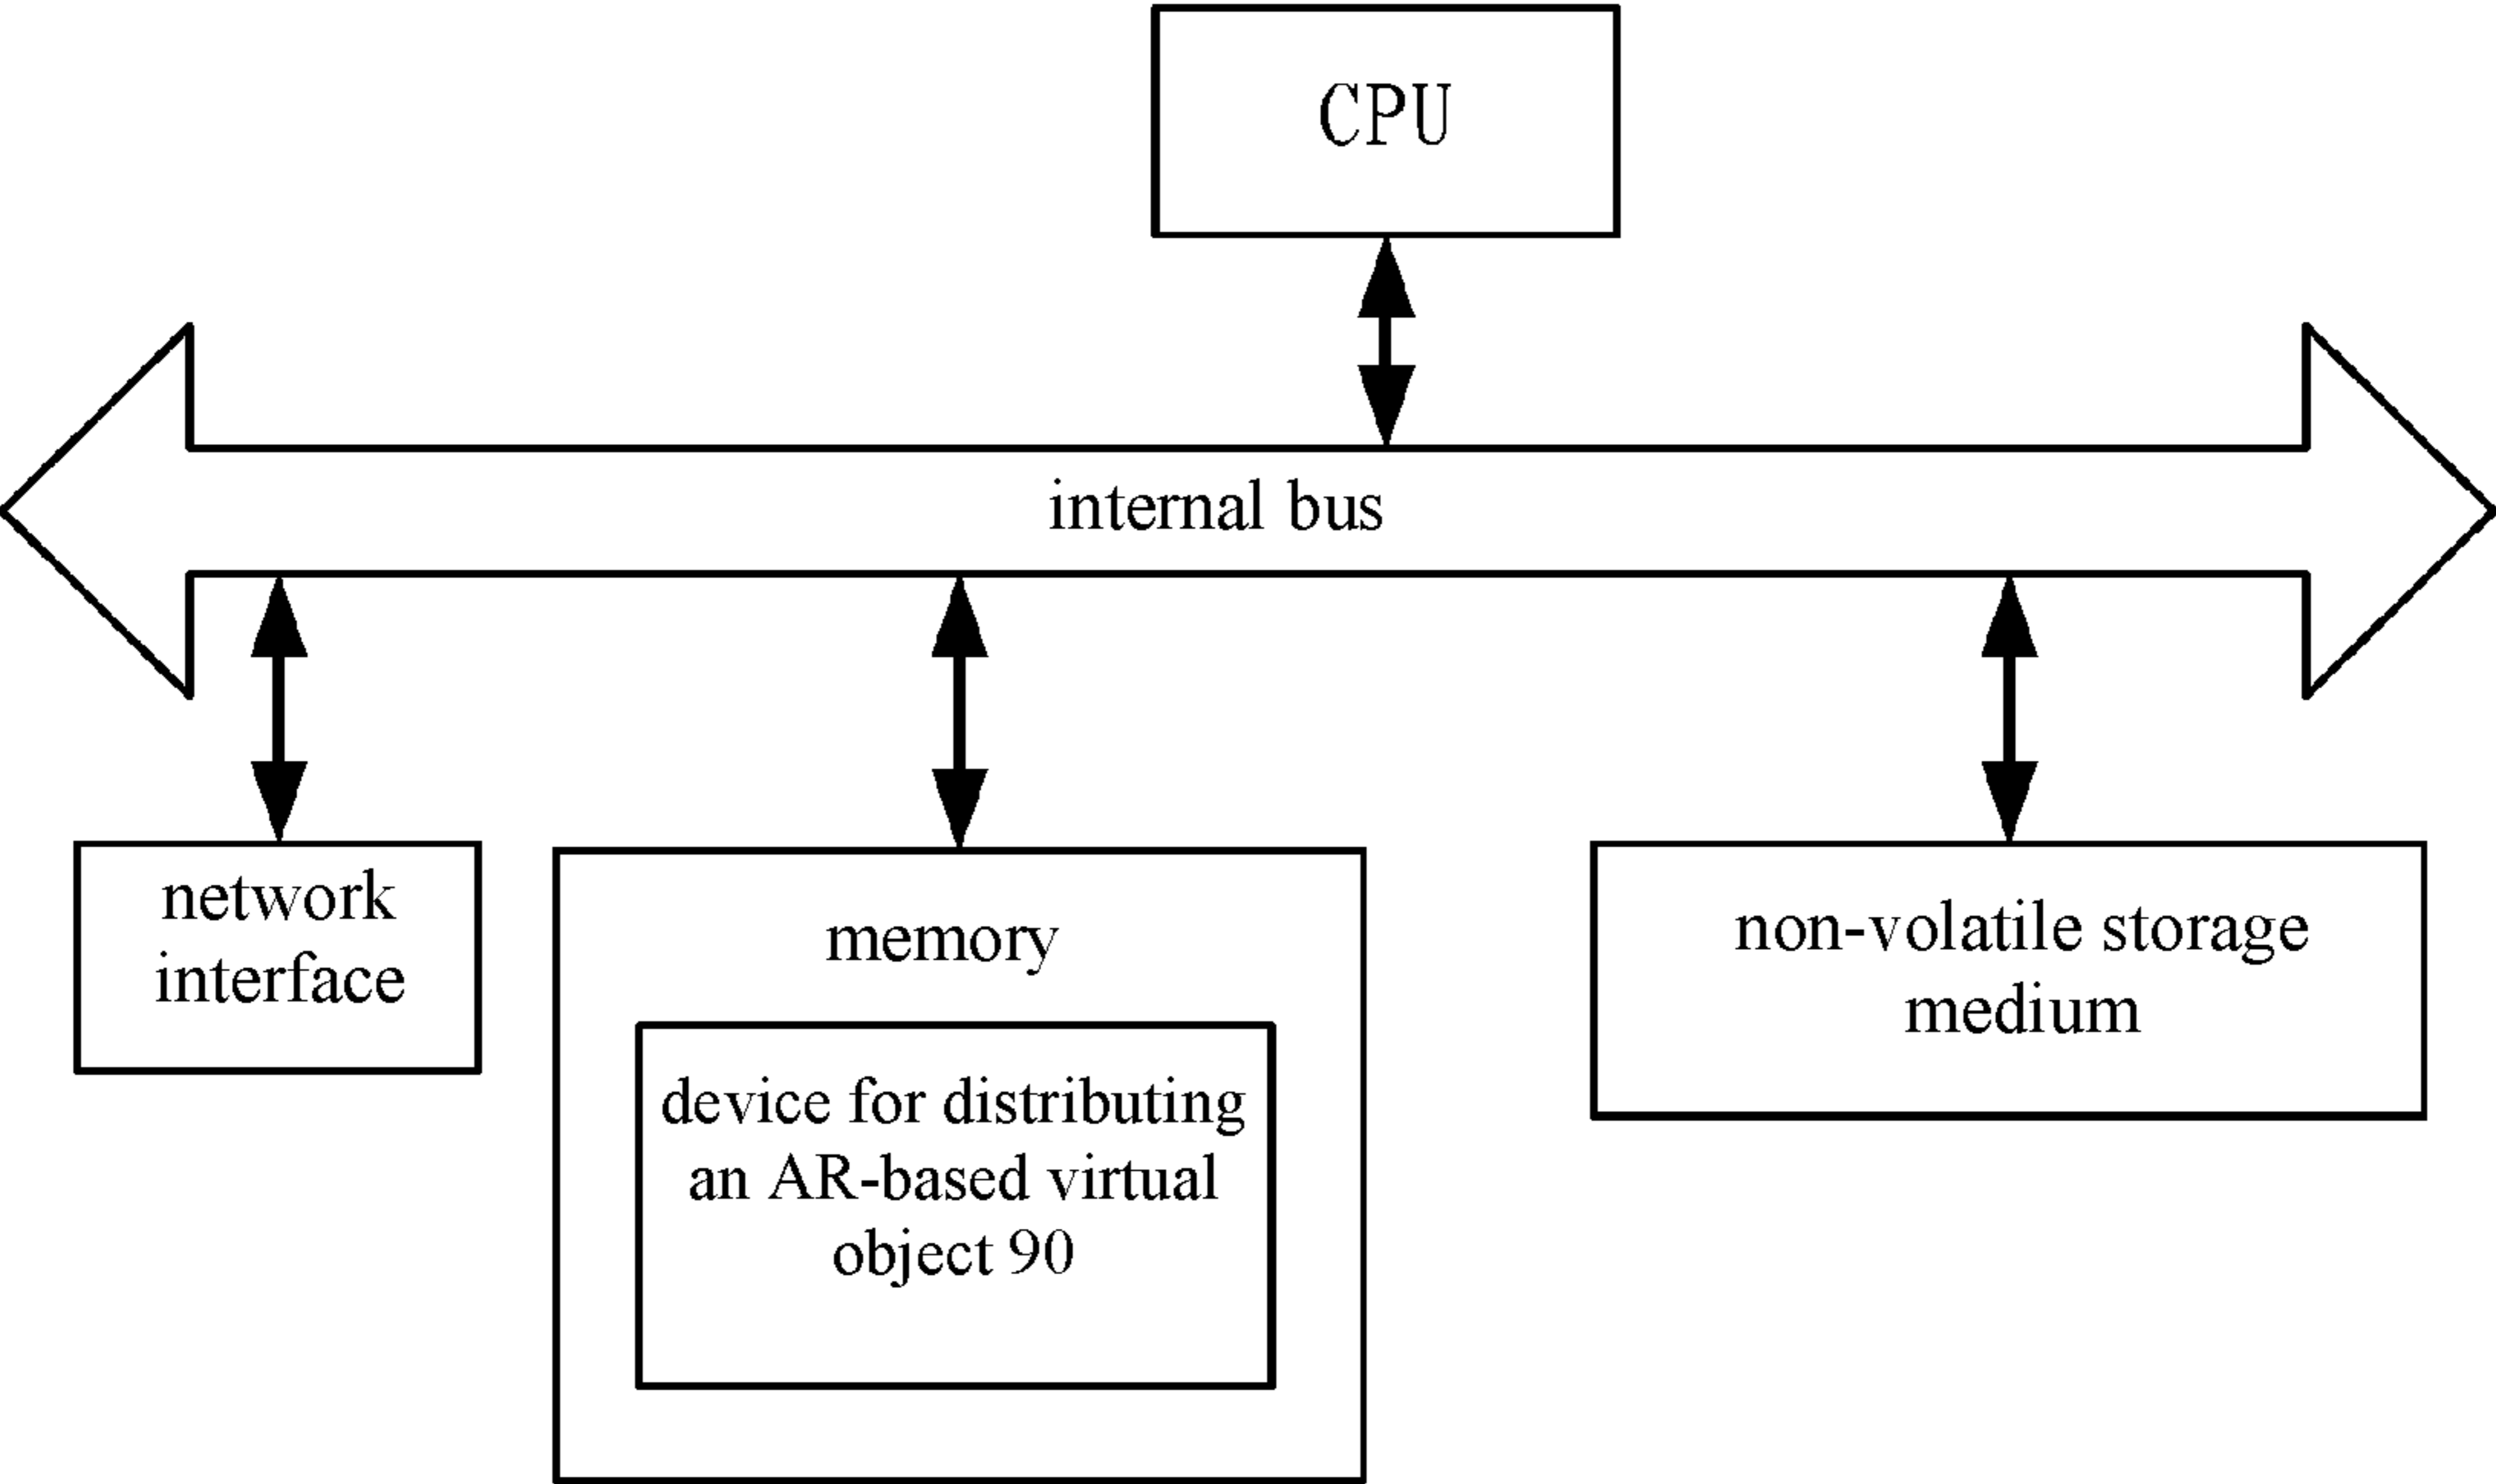 CPU
internal bus
network
interface
memory
device for distributing
an AR-based virtual
object 90
non-volatile storage
medium